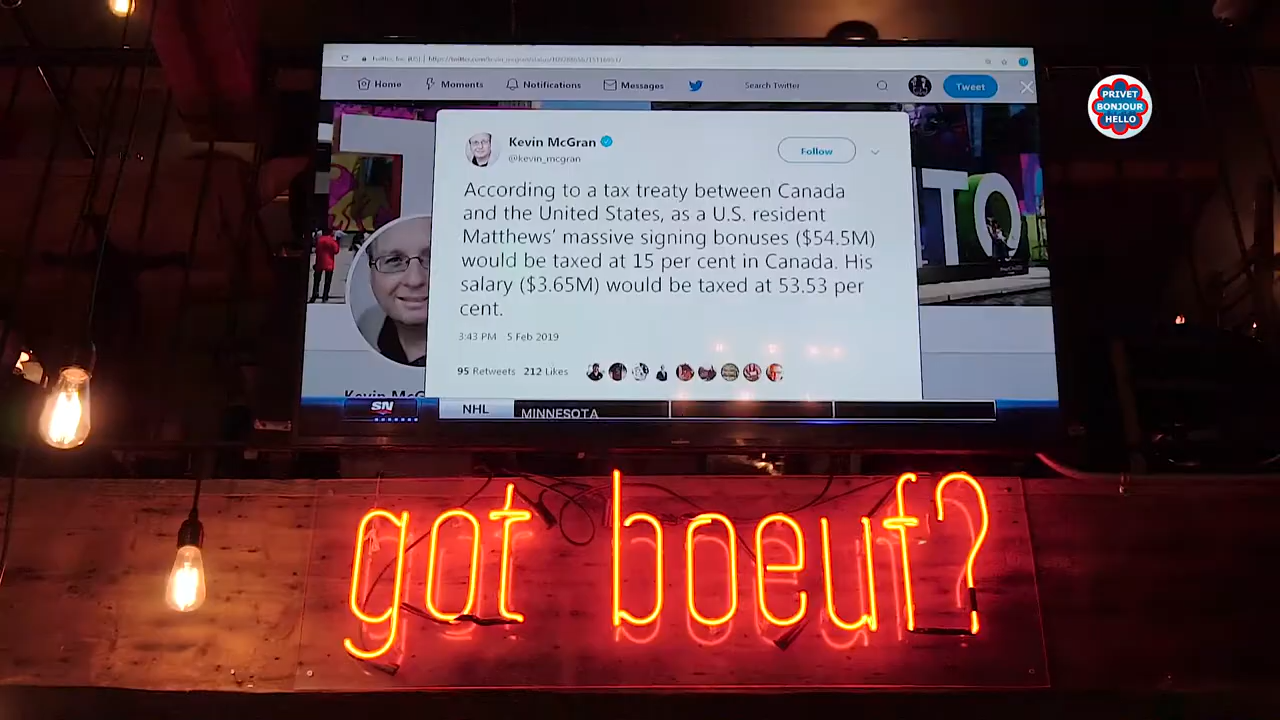 Home Moments Notifications Messages Search Twitter Tweet
PRIVET
BONJOUR
HELLO
Kevin McGran
@kevin_mcgran
Follow
According to a tax treaty between Canada
and the United States, as a U.S. resident
Matthews' massive signing bonuses ($54.5M)
would be taxed at 15 per cent in Canada. His
salary ($3.65M) would be taxed at 53.53 per
cent.
3:43 PM 5 Feb 2019
95 Retweets 212 Likes
TO
Kevin McG
SN NHL MINNESOTA
got boeuf?